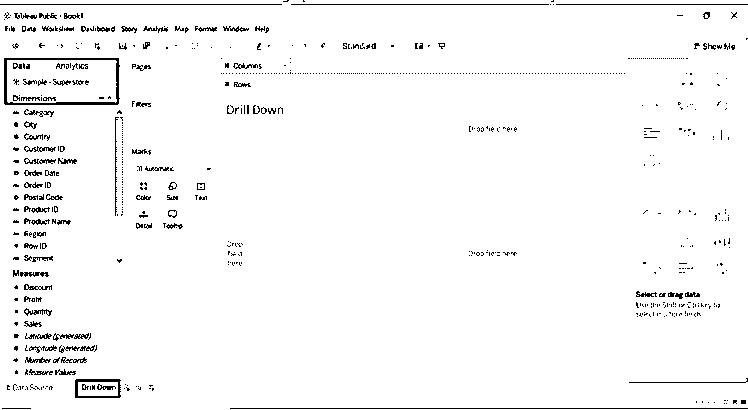 Tableau Public - Book1
File Data Worksheet Dashboard Story Analysis Map Format Window Help
Standard
Show Me
Data Analytics
Sample - Superstore
Dimensions
Category
City
Country
Customer ID
Customer Name
Order Date
Order ID
Postal Code
Product ID
Product Name
Region
Row ID
Segment
Measures
Discount
Profit
Quantity
Sales
Latitude (generated)
Longitude (generated)
Number of Records
Measure Values
Pages
Filters
Marks
Automatic
Color Size Text
Detail Tooltip
Columns
Rows
Drill Down
Drop field here
Drop
field
here
Drop field here
Select or drag data
Use the Shift or Ctrl key to
select multiple fields
Data Source Drill Down